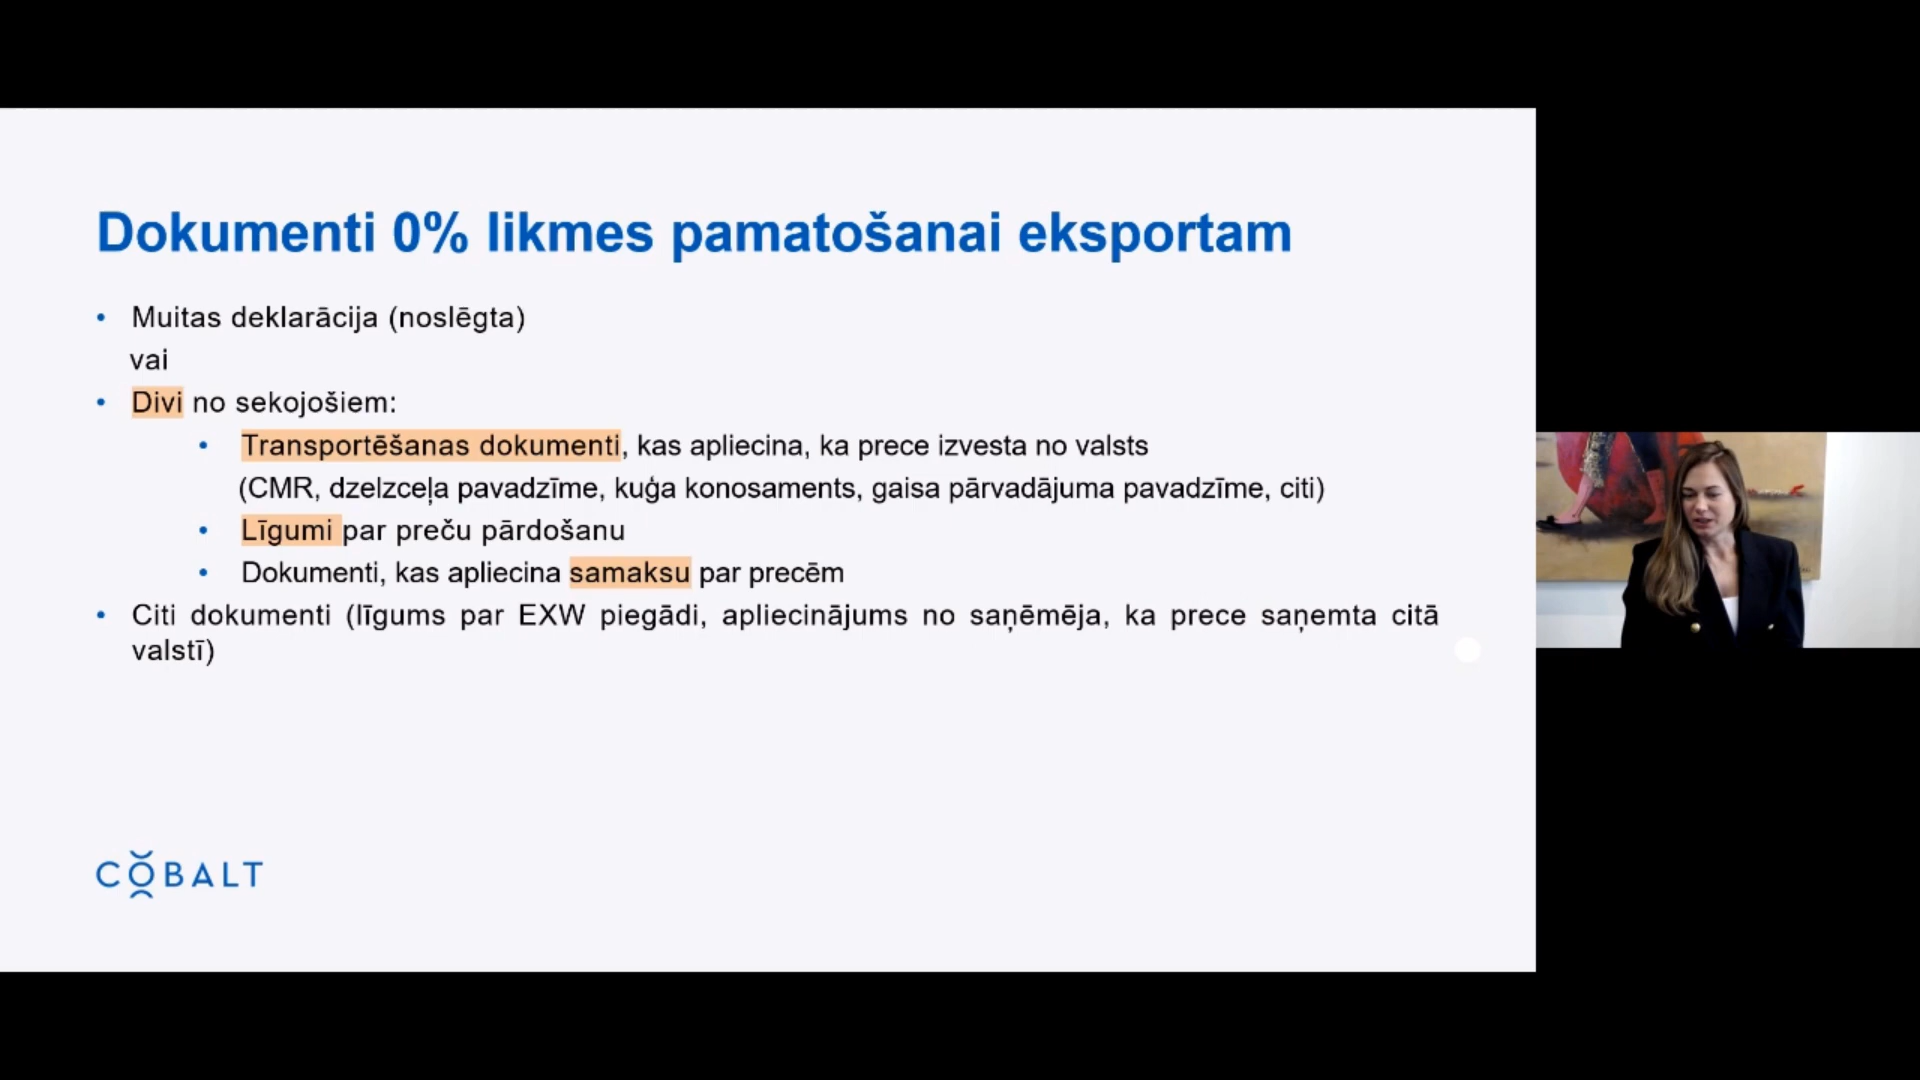 Dokumenti 0% likmes pamatošanai eksportam
• Muitas deklarācija (noslēgta)
vai
• Divi no sekojošiem:
• Transportēšanas dokumenti, kas apliecina, ka prece izvesta no valsts
(CMR, dzelzceļa pavadzīme, kuģa konosaments, gaisa pārvadājuma pavadzīme, citi)
• Līgumi par preču pārdošanu
• Dokumenti, kas apliecina samaksu par precēm
• Citi dokumenti (līgums par EXW piegādi, apliecinājums no saņēmēja, ka prece saņemta citā
valstī)
COBALT